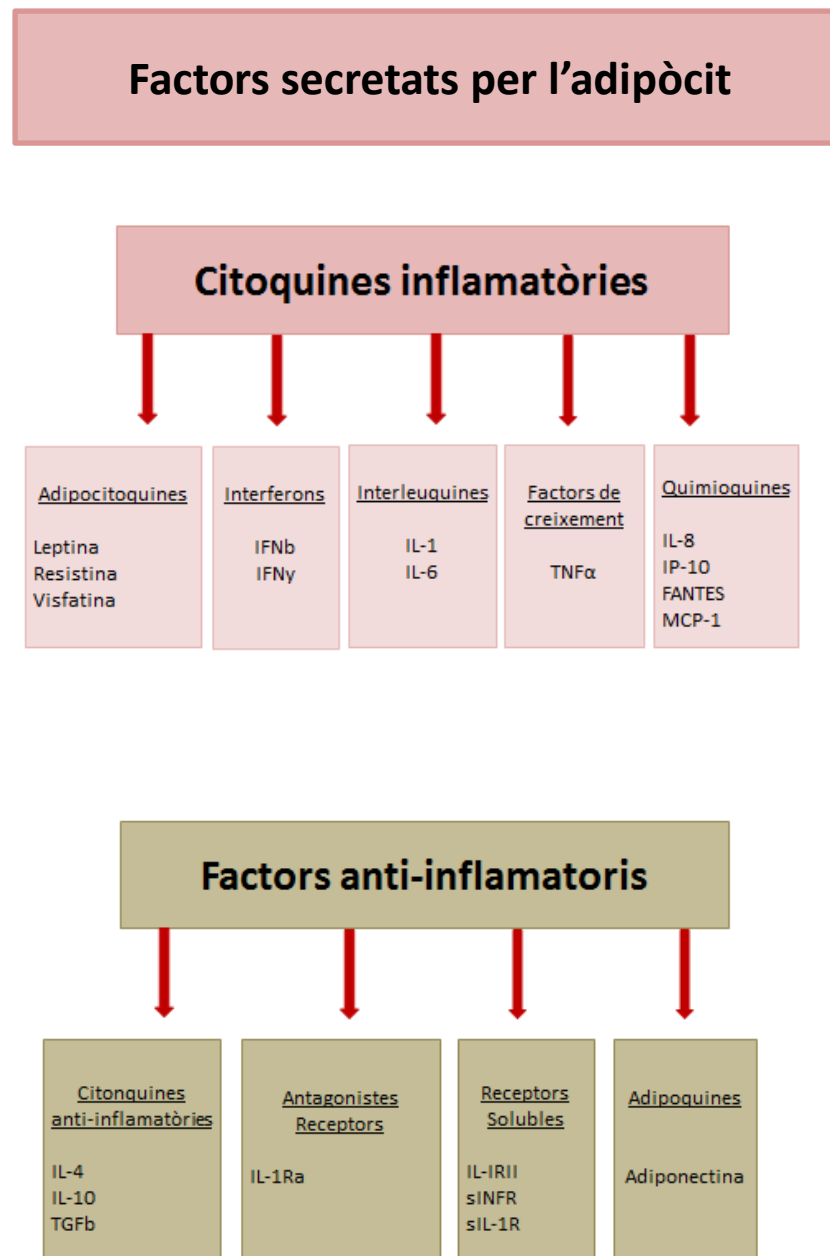 Factors secretats per l’adipòcit
Citoquines inflamatòries
Adipocitoquines
Leptina
Resistina
Visfatina
Interferons
IFNb
IFNy
Interleuquines
IL-1
IL-6
Factors de
creixement
TNFα
Quimioquines
IL-8
IP-10
FANTES
MCP-1
Factors anti-inflamatoris
Citonquines
anti-inflamatòries
IL-4
IL-10
TGFb
Antagonistes
Receptors
IL-1Ra
Receptors
Solubles
IL-IRII
sINFR
sIL-1R
Adipoquines
Adiponectina